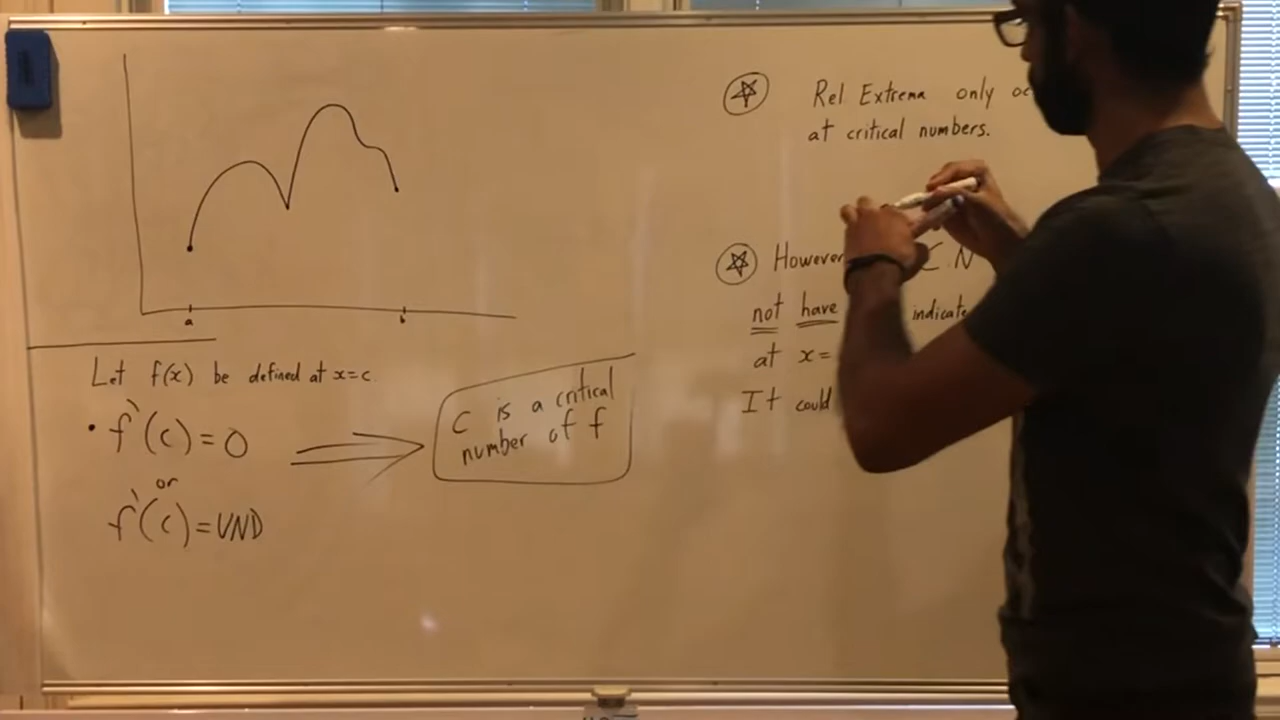 a
b
Let f(x) be defined at x=c
• f`(c) = 0
or
f`(c) = UND
C is a critical
number of f
Rel Extrema only
at critical numbers.
However C.N
not have indicate
at x=
It could